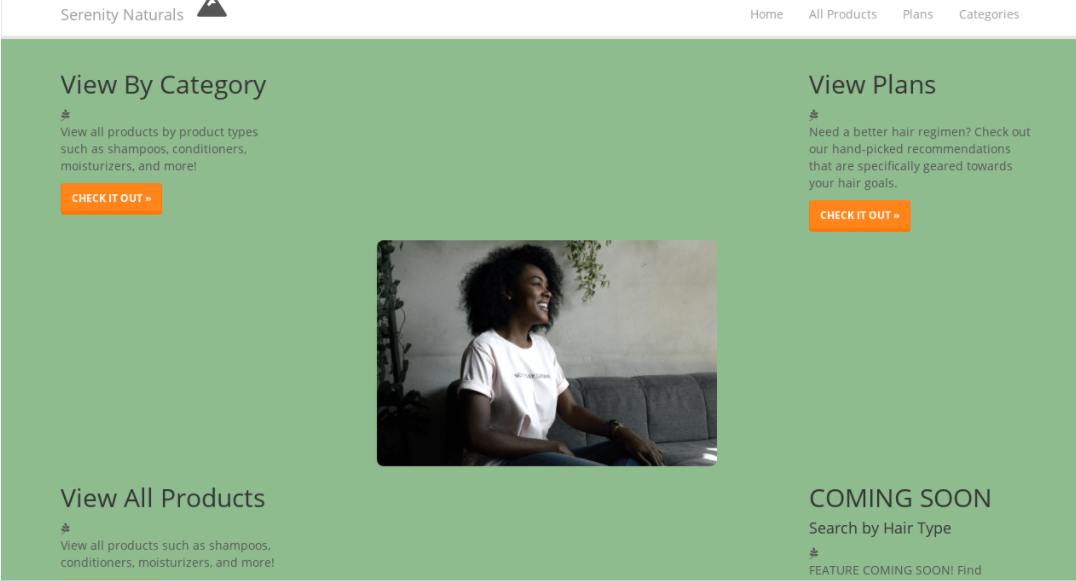 Serenity Naturals
Home All Products Plans Categories
View By Category
View all products by product types
such as shampoos, conditioners,
moisturizers, and more!
CHECK IT OUT »
View Plans
Need a better hair regimen? Check out
our hand-picked recommendations
that are specifically geared towards
your hair goals.
CHECK IT OUT »
View All Products
View all products such as shampoos,
conditioners, moisturizers, and more!
COMING SOON
Search by Hair Type
FEATURE COMING SOON! Find